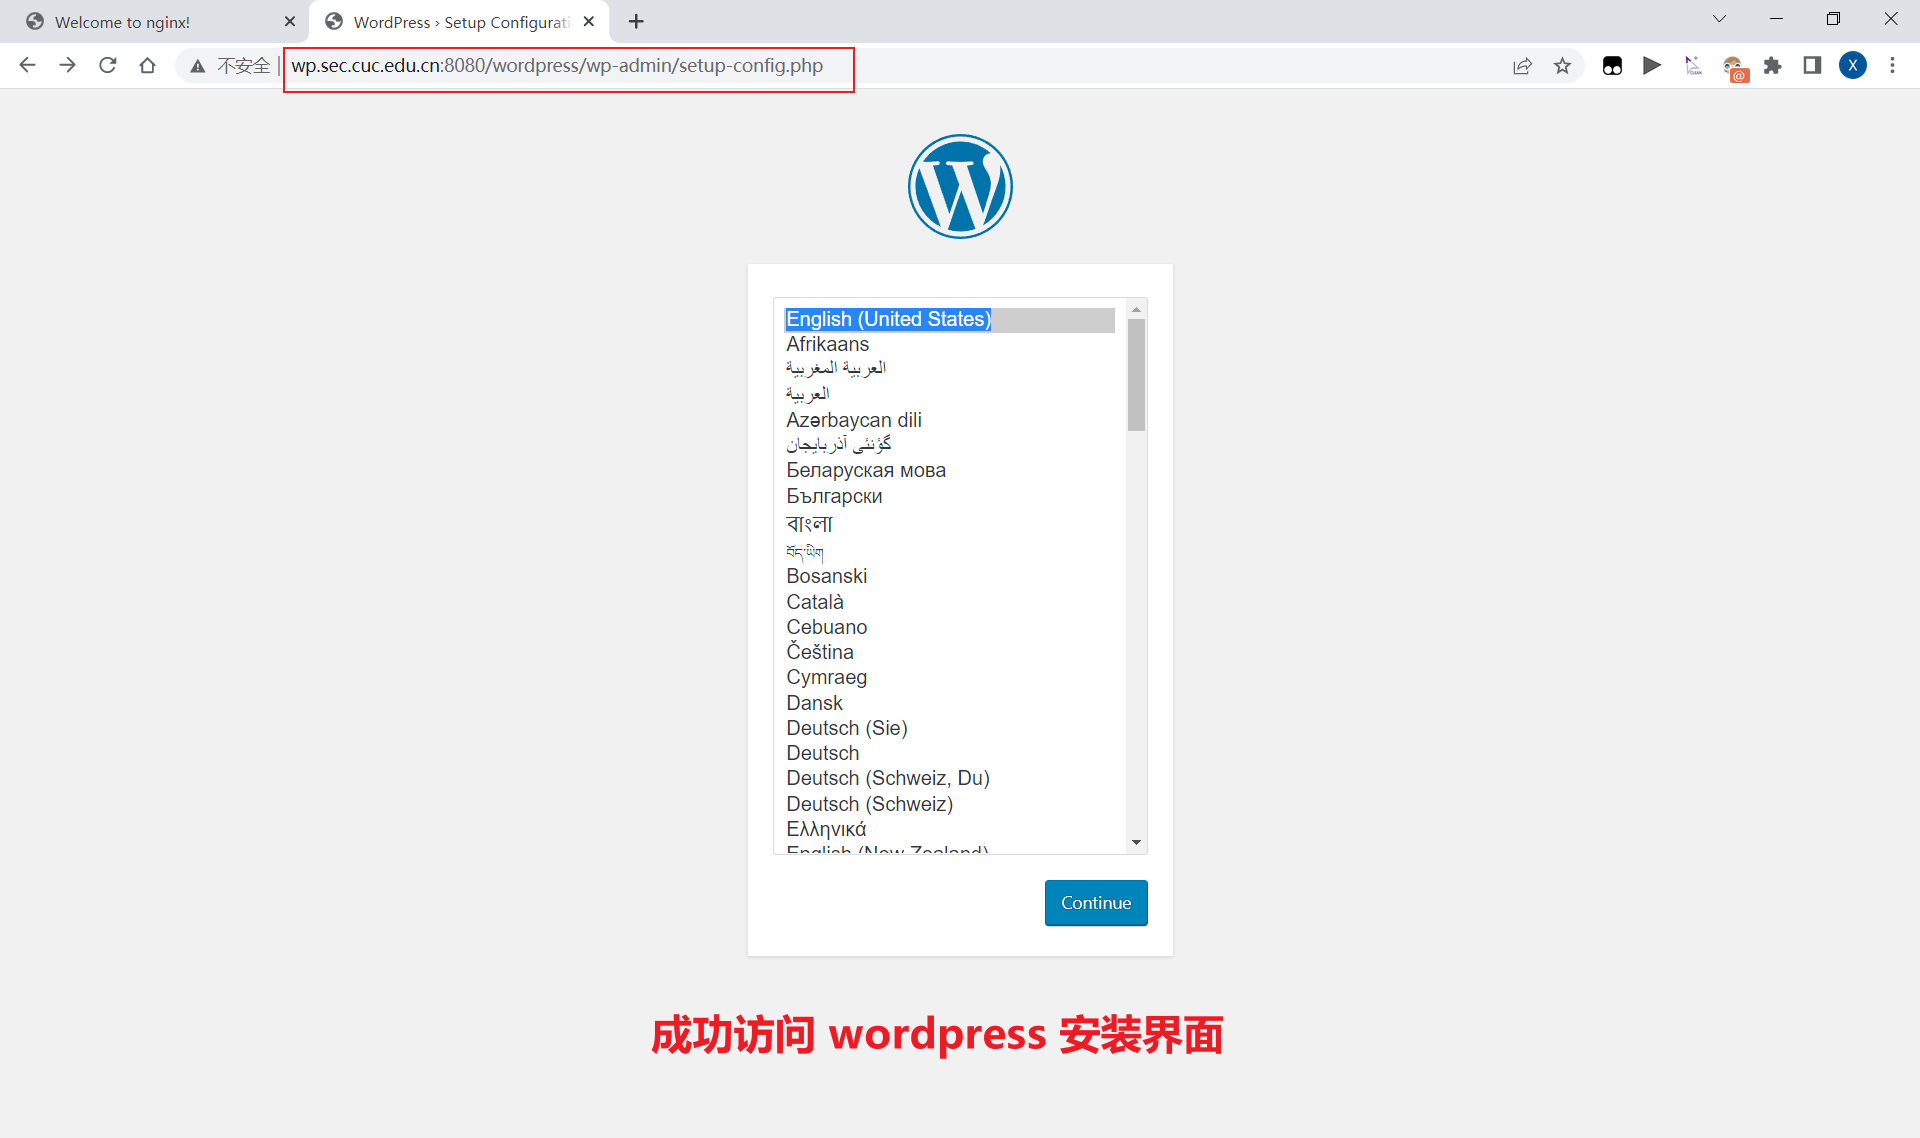 Welcome to nginx!
WordPress › Setup Configurati
不安全
wp.sec.cuc.edu.cn:8080/wordpress/wp-admin/setup-config.php
@
X
English (United States)
Afrikaans
العربية المغربية
العربية
Azərbaycan dili
گؤنئی آذربایجان
Беларуская мова
Български
বাংলা
བོད་ཡིག
Bosanski
Català
Cebuano
Čeština
Cymraeg
Dansk
Deutsch (Sie)
Deutsch
Deutsch (Schweiz, Du)
Deutsch (Schweiz)
Ελληνικά
English (New Zealand)
Continue
成功访问 wordpress 安装界面